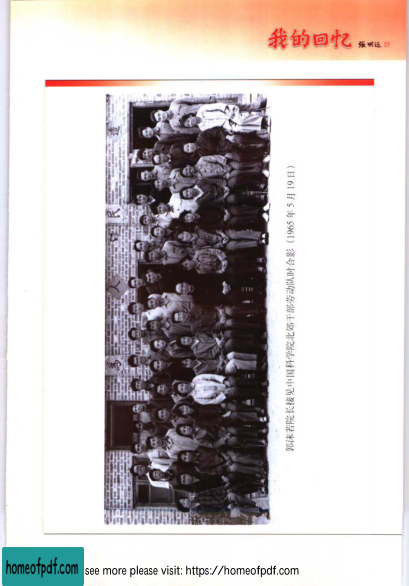 我的回忆 张明远
郭沫若院长接见中国科学院北郊干部劳动队时合影（1965年5月19日）
homeofpdf.com
see more please visit: https://homeofpdf.com